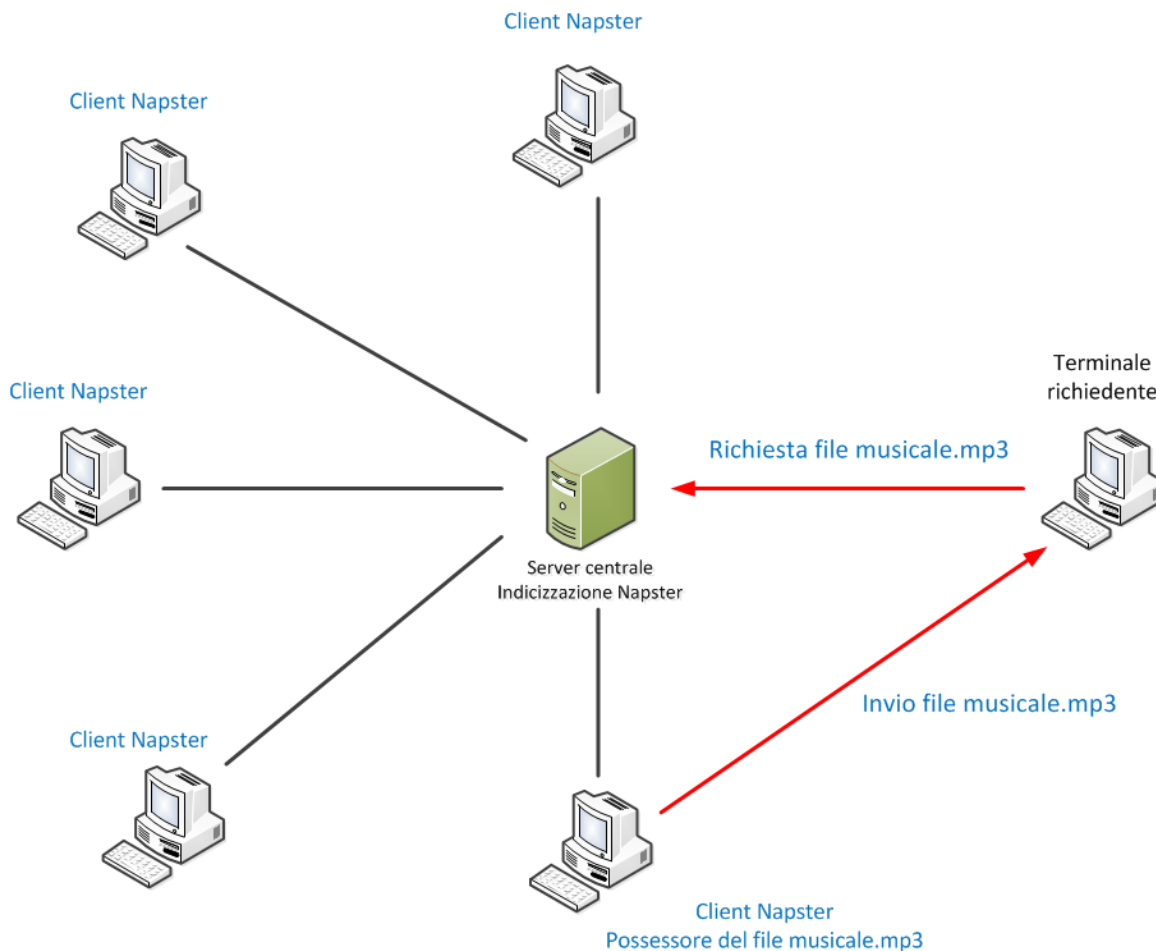 Client Napster
Client Napster
Client Napster
Terminale
richiedente
Richiesta file musicale.mp3
Server centrale
Indicizzazione Napster
Invio file musicale.mp3
Client Napster
Client Napster
Possessore del file musicale.mp3